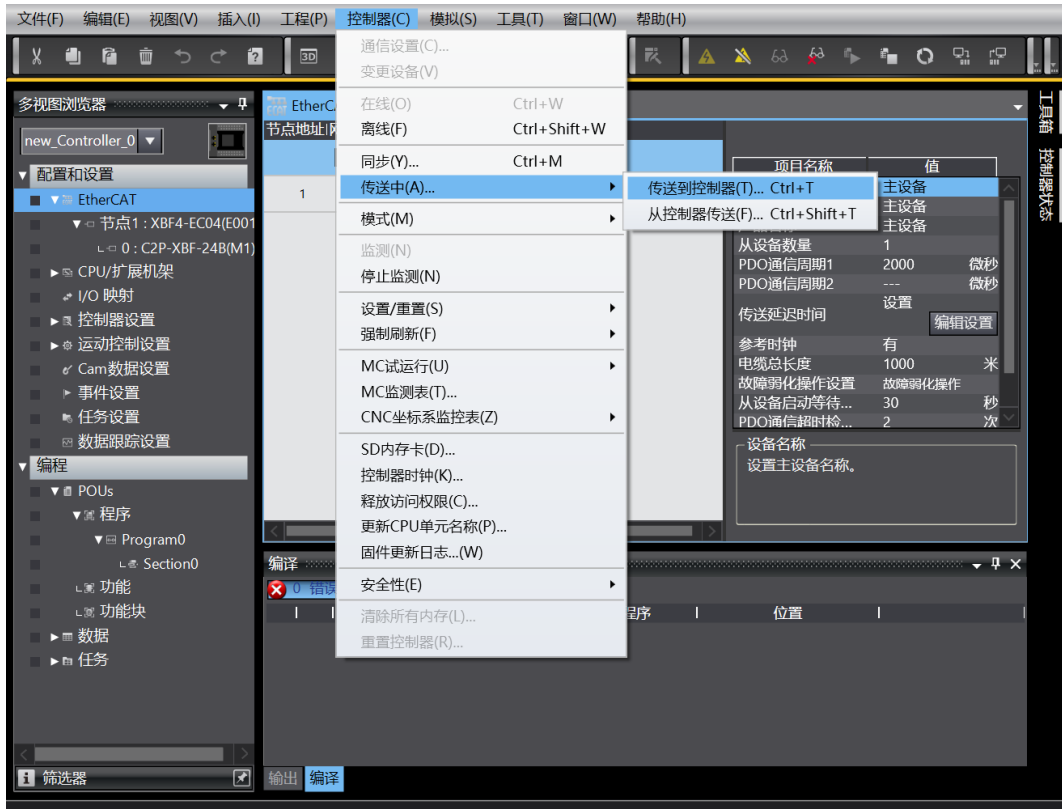 文件(F) 编辑(E) 视图(V) 插入(I) 工程(P) 控制器(C) 模拟(S) 工具(T) 窗口(W) 帮助(H)
3D
多视图浏览器
new_Controller_0
配置和设置
EtherCAT
节点1 : XBF4-EC04(E001
0 : C2P-XBF-24B(M1)
CPU/扩展机架
I/O 映射
控制器设置
运动控制设置
Cam数据设置
事件设置
任务设置
数据跟踪设置
编程
POUs
程序
Program0
Section0
功能
功能块
数据
任务
筛选器
EtherC
节点地址
1
通信设置(C)...
变更设备(V)
在线(O) Ctrl+W
离线(F) Ctrl+Shift+W
同步(Y)... Ctrl+M
传送中(A)...
模式(M)
监测(N)
停止监测(N)
设置/重置(S)
强制刷新(F)
MC试运行(U)
MC监测表(T)...
CNC坐标系监控表(Z)
SD内存卡(D)...
控制器时钟(K)...
释放访问权限(C)...
更新CPU单元名称(P)...
固件更新日志...(W)
安全性(E)
清除所有内存(L)...
重置控制器(R)...
传送到控制器(T)... Ctrl+T
从控制器传送(F)... Ctrl+Shift+T
项目名称 值
主设备
主设备
主设备
从设备数量 1
PDO通信周期1 2000 微秒
PDO通信周期2 --- 微秒
传送延迟时间 设置
编辑设置
参考时钟 有
电缆总长度 1000 米
故障弱化操作设置 故障弱化操作
从设备启动等待... 30 秒
PDO通信超时检... 2 次
设备名称
设置主设备名称。
工具箱
控制器状态
编译
0 错误
程序 位置
输出 编译